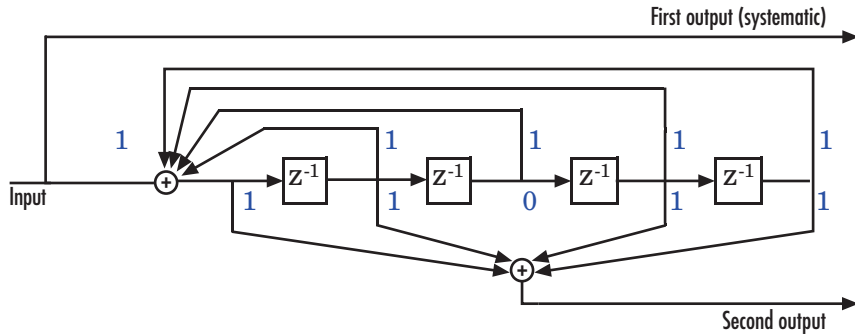 First output (systematic)
1 1 1 1 1
Input
+ z⁻¹ z⁻¹ z⁻¹ z⁻¹
1 1 0 1 1
+
Second output